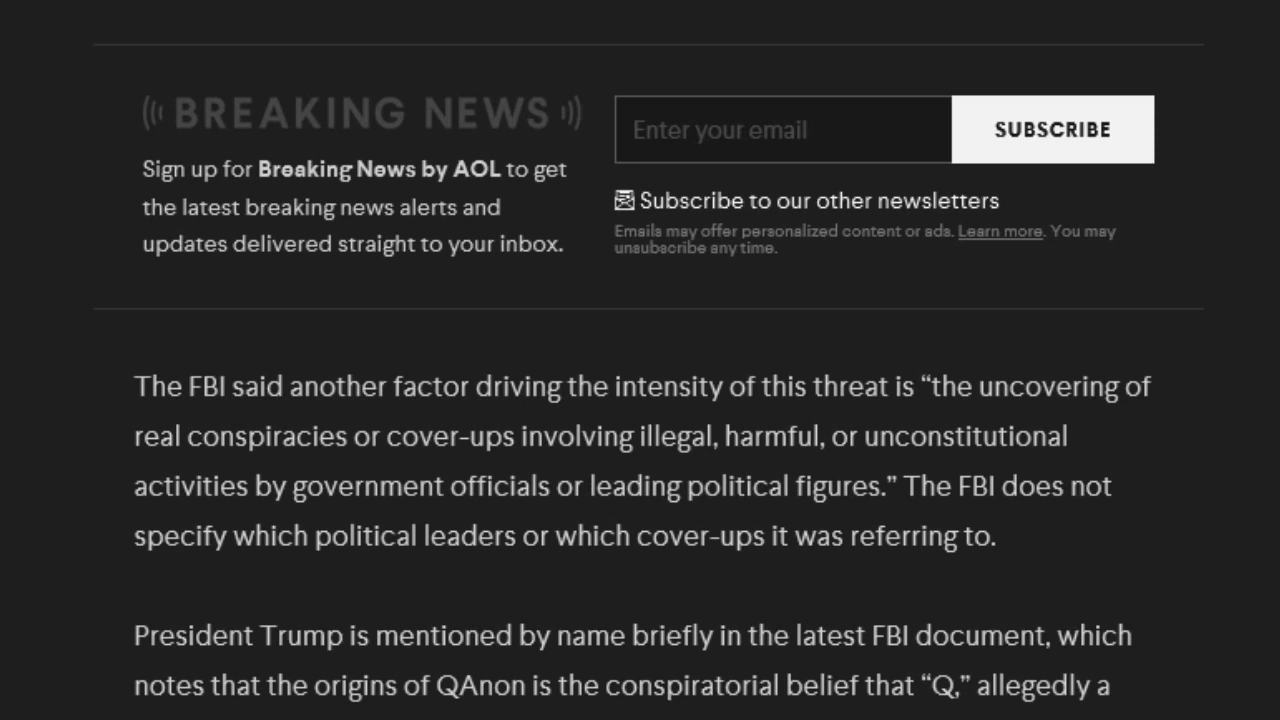 BREAKING NEWS
Sign up for Breaking News by AOL to get
the latest breaking news alerts and
updates delivered straight to your inbox.
Enter your email
SUBSCRIBE
Subscribe to our other newsletters
Emails may offer personalized content or ads. Learn more. You may
unsubscribe any time.
The FBI said another factor driving the intensity of this threat is “the uncovering of
real conspiracies or cover-ups involving illegal, harmful, or unconstitutional
activities by government officials or leading political figures.” The FBI does not
specify which political leaders or which cover-ups it was referring to.
President Trump is mentioned by name briefly in the latest FBI document, which
notes that the origins of QAnon is the conspiratorial belief that “Q,” allegedly a